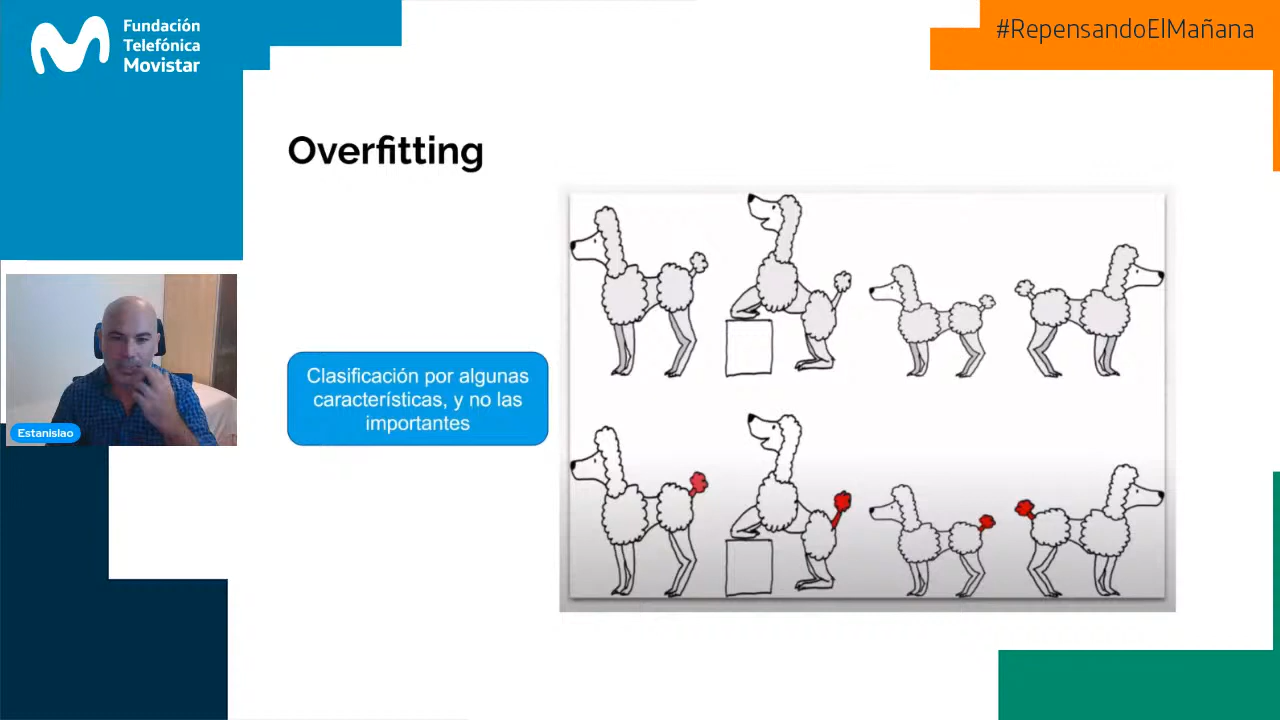 Fundación
Telefónica
Movistar
#RepensandoElMañana
Overfitting
Clasificación por algunas
características, y no las
importantes
Estanislao